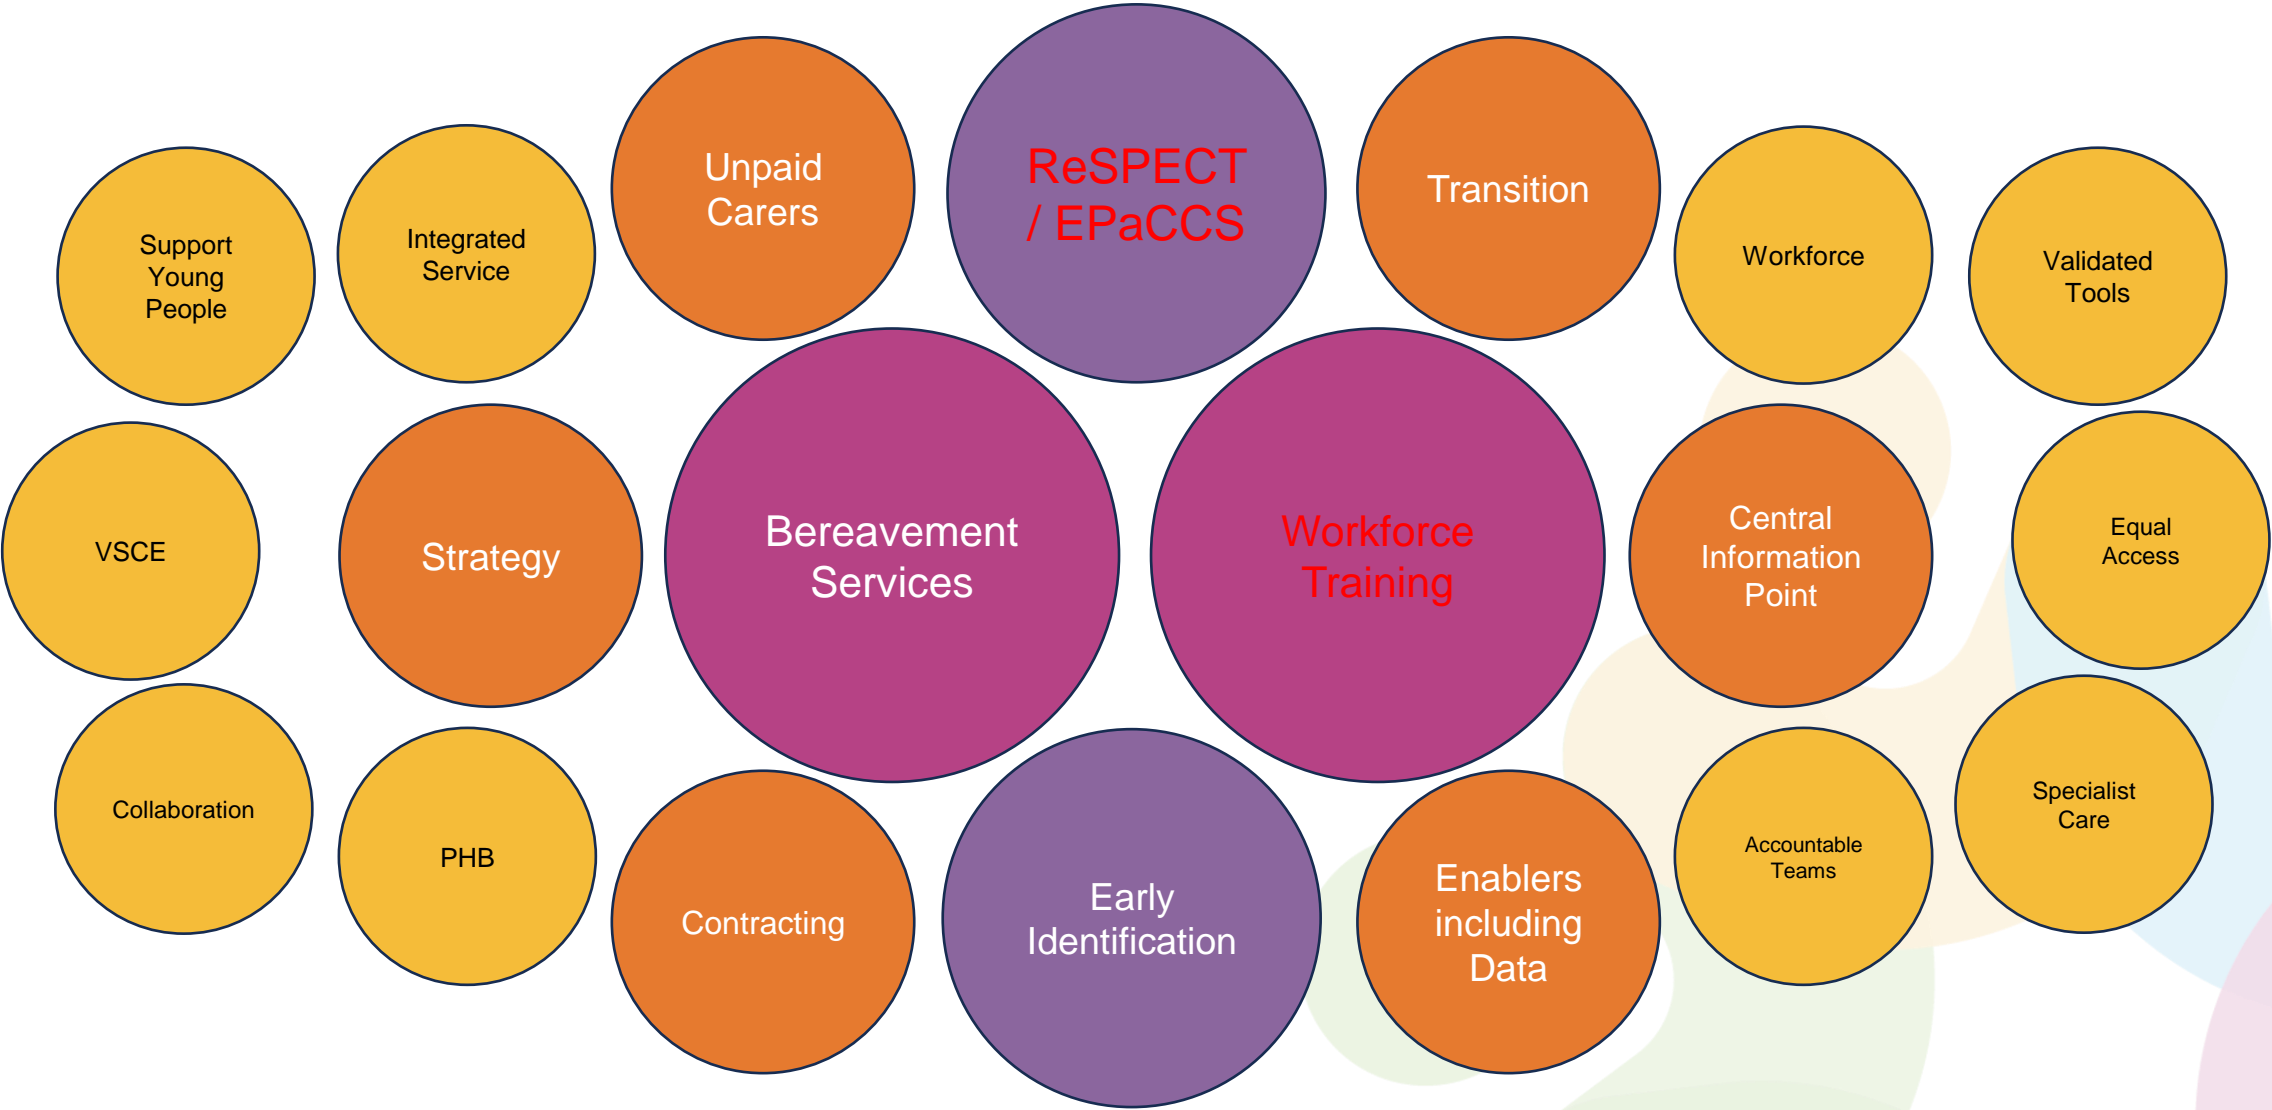 Unpaid
Carers
ReSPECT
/ EPaCCS
Transition
Support
Young
People
Integrated
Service
Workforce
Validated
Tools
VSCE
Strategy
Bereavement
Services
Workforce
Training
Central
Information
Point
Equal
Access
Collaboration
PHB
Contracting
Early
Identification
Enablers
including
Data
Accountable
Teams
Specialist
Care